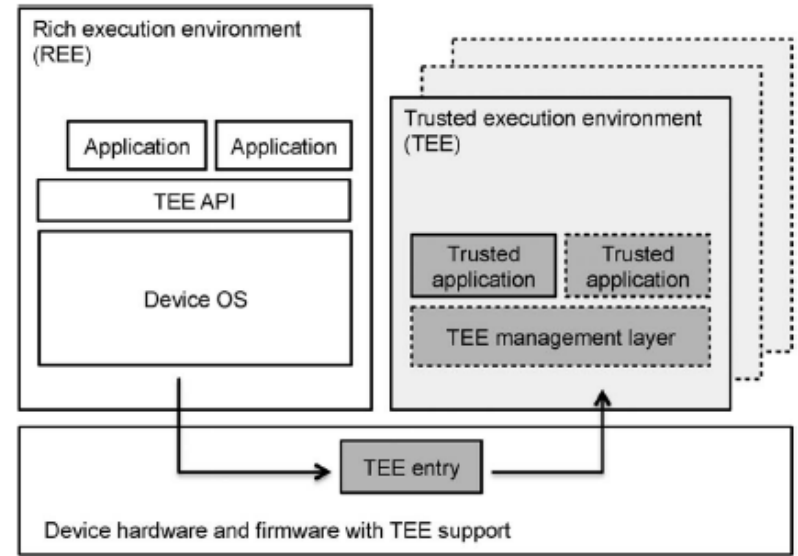 Rich execution environment
(REE)
Application
Application
TEE API
Device OS
Trusted execution environment
(TEE)
Trusted
application
Trusted
application
TEE management layer
TEE entry
Device hardware and firmware with TEE support